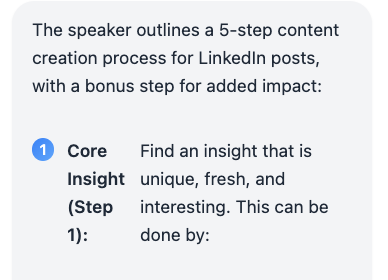 The speaker outlines a 5-step content
creation process for LinkedIn posts,
with a bonus step for added impact:
1 Core Find an insight that is
Insight unique, fresh, and
(Step interesting. This can be
1): done by: